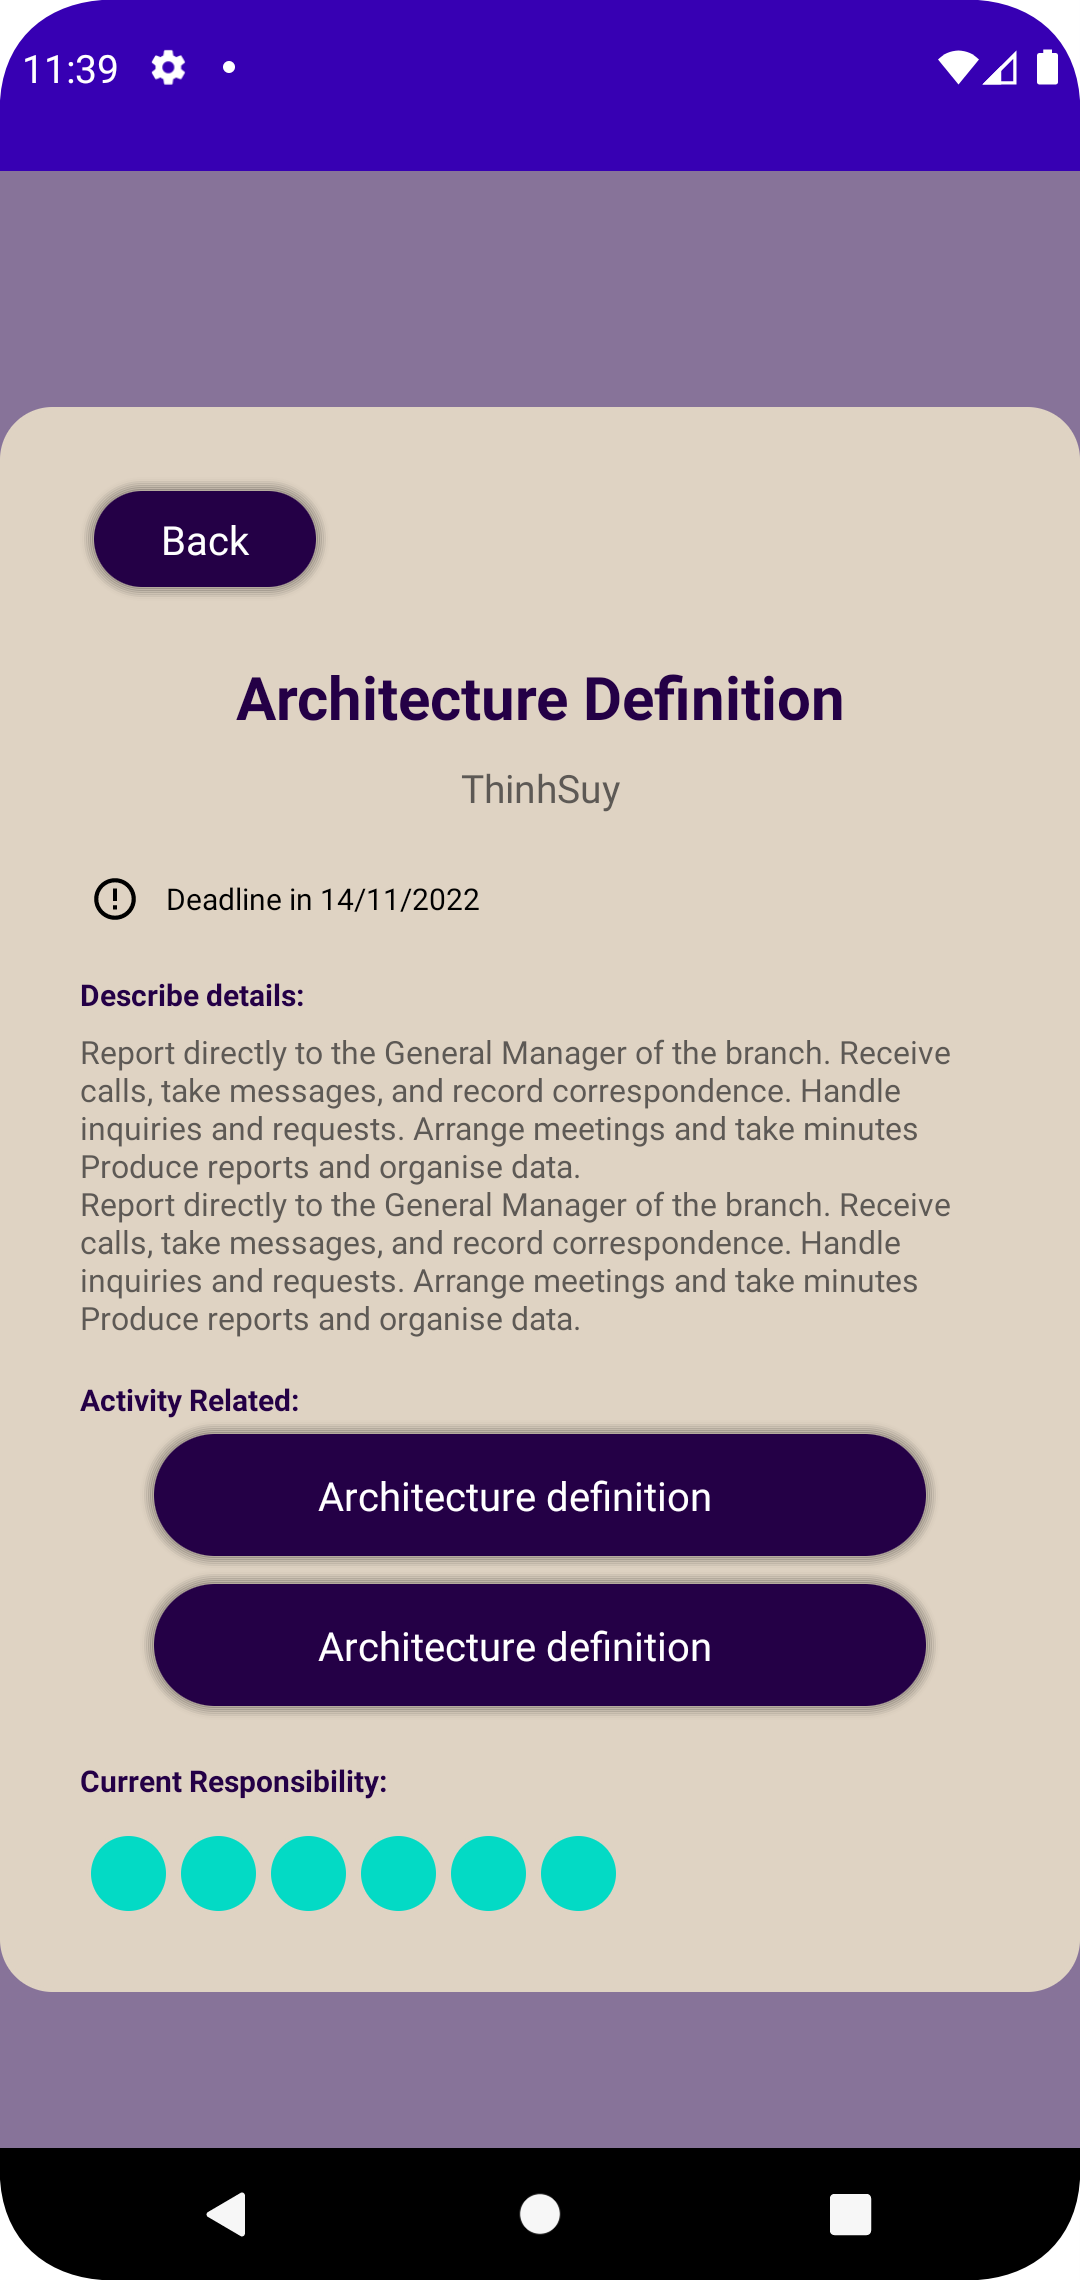 11:39
Back
Architecture Definition
ThinhSuy
Deadline in 14/11/2022
Describe details:
Report directly to the General Manager of the branch. Receive
calls, take messages, and record correspondence. Handle
inquiries and requests. Arrange meetings and take minutes
Produce reports and organise data.
Report directly to the General Manager of the branch. Receive
calls, take messages, and record correspondence. Handle
inquiries and requests. Arrange meetings and take minutes
Produce reports and organise data.
Activity Related:
Architecture definition
Architecture definition
Current Responsibility: